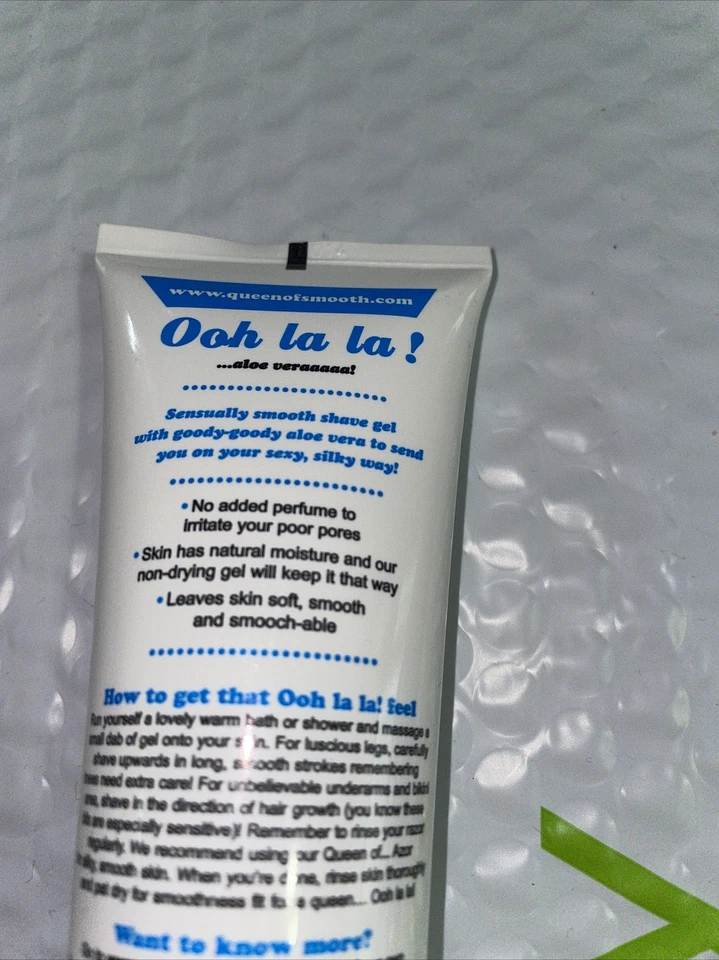 www.queenofsmooth.com
Ooh la la!
...aloe veraaaaa!
Sensually smooth shave gel
with goody-goody aloe vera to send
you on your sexy, silky way!
• No added perfume to
irritate your poor pores
• Skin has natural moisture and our
non-drying gel will keep it that way
• Leaves skin soft, smooth
and smooch-able
How to get that Ooh la la! feel
Run yourself a lovely warm bath or shower and massage a
small dab of gel onto your skin. For luscious legs, carefully
shave upwards in long, smooth strokes remembering
knees need extra care! For unbelievable underarms and bikini
area, shave in the direction of hair growth (you know these
bits are especially sensitive)! Remember to rinse your razor
regularly. We recommend using our Queen of... Azor
silky, smooth skin. When you're done, rinse skin thoroughly
and pat dry for smoothness fit for a queen... Ooh la la!
Want to know more?